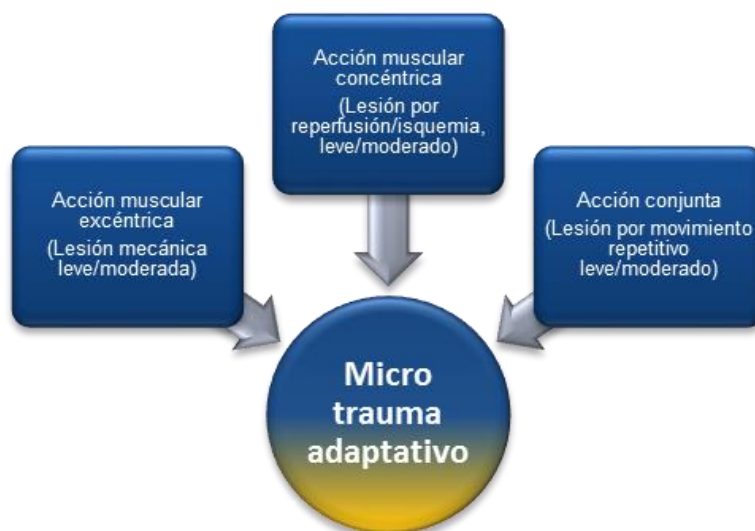 Acción muscular
concéntrica
(Lesión por
reperfusión/isquemia,
leve/moderado)
Acción muscular
excéntrica
(Lesión mecánica
leve/moderada)
Acción conjunta
(Lesión por movimiento
repetitivo
leve/moderado)
Micro
trauma
adaptativo